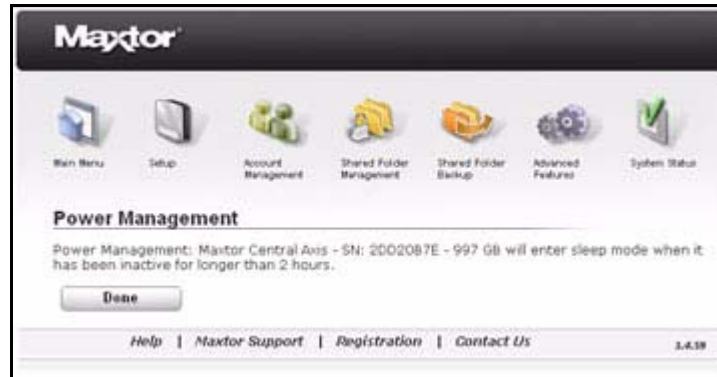 Maxtor
Main Menu
Setup
Account Management
Shared Folder Management
Shared Folder Backup
Advanced Features
System Status
Power Management
Power Management: Maxtor Central Axis - SN: 2DD20B7E - 997 GB will enter sleep mode when it
has been inactive for longer than 2 hours.
Done
Help | Maxtor Support | Registration | Contact Us
1.4.19